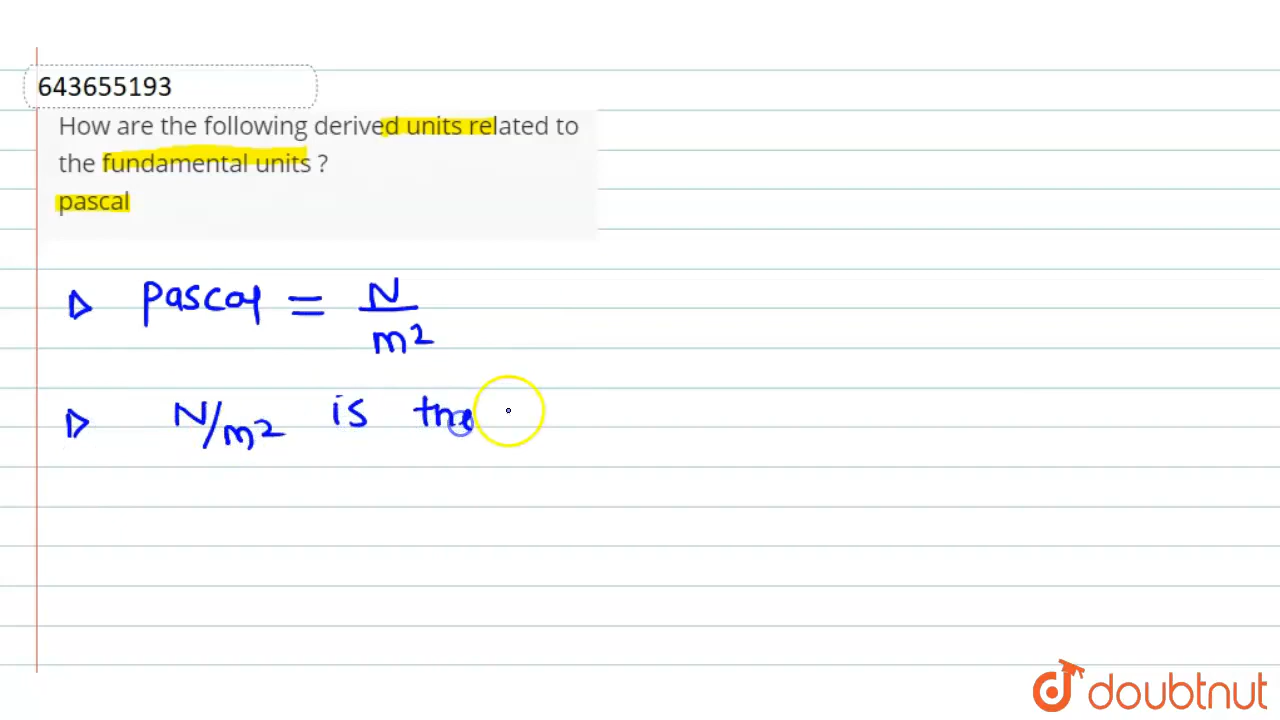 643655193
How are the following derived units related to
the fundamental units ?
pascal
pascal = N/m²
N/m² is the
doubtnut